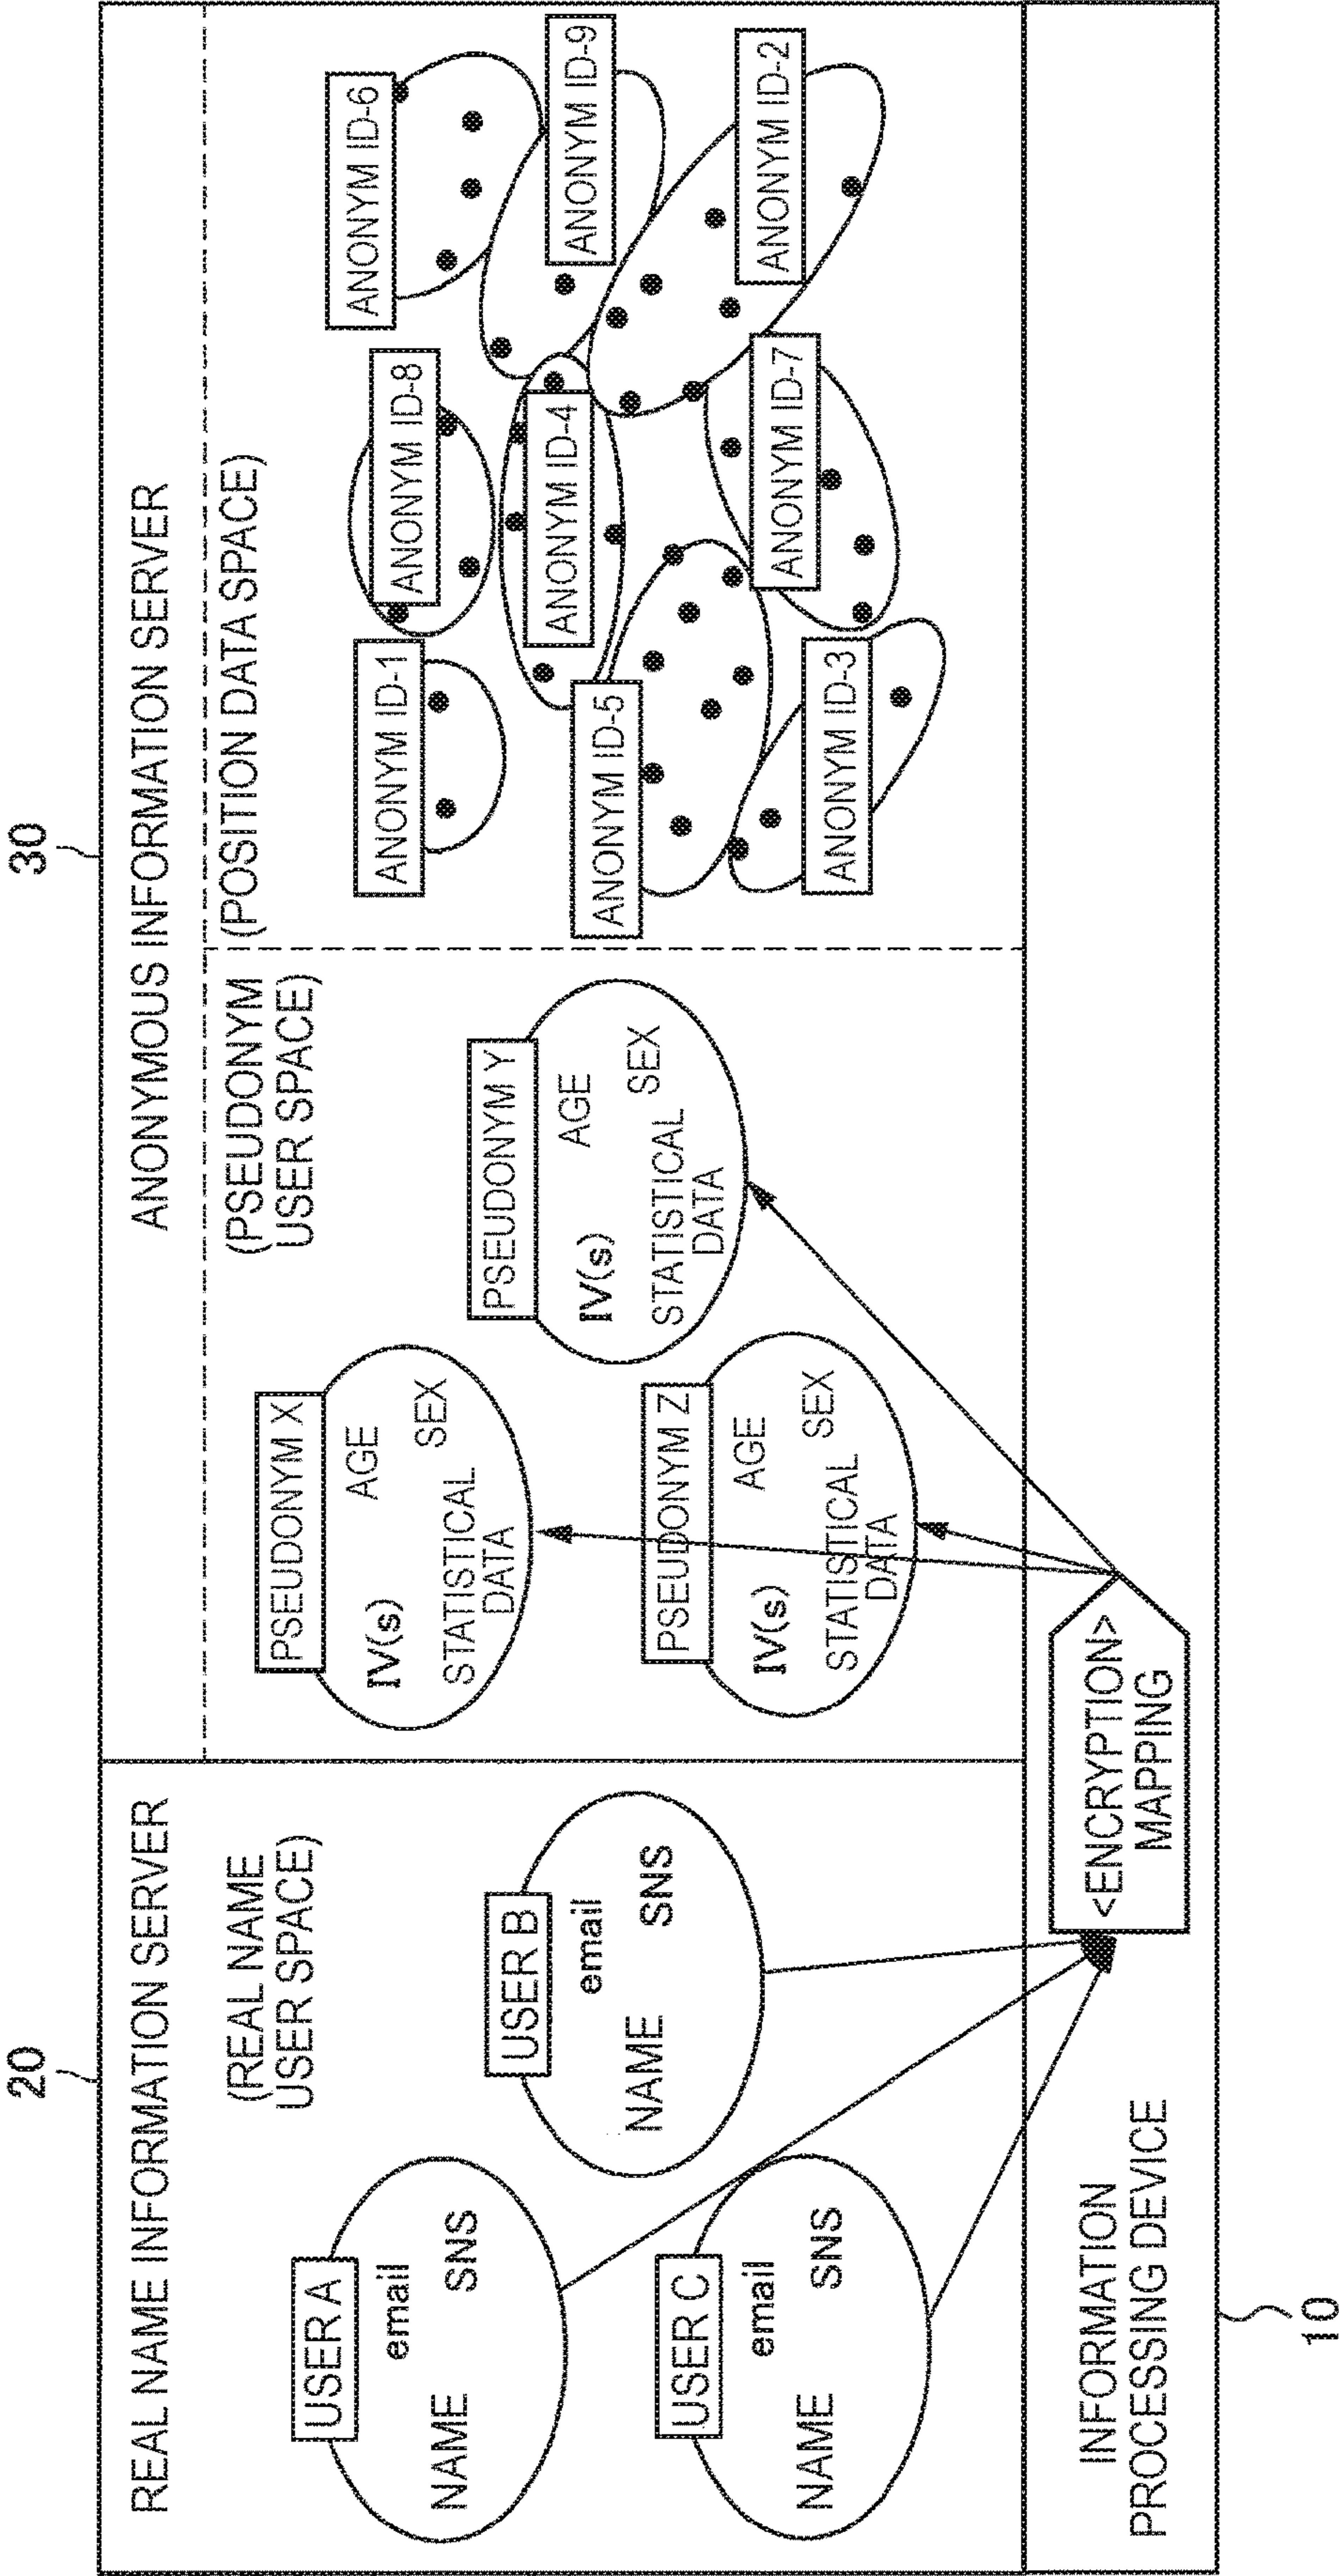 20
30
REAL NAME INFORMATION SERVER
ANONYMOUS INFORMATION SERVER
(REAL NAME
USER SPACE)
USER A
email
NAME
SNS
USER B
email
NAME
SNS
USER C
email
NAME
SNS
(PSEUDONYM
USER SPACE)
PSEUDONYM X
AGE
IV(s)
SEX
STATISTICAL
DATA
PSEUDONYM Y
AGE
IV(s)
SEX
STATISTICAL
DATA
PSEUDONYM Z
AGE
IV(s)
SEX
STATISTICAL
DATA
(POSITION DATA SPACE)
ANONYM ID-6
ANONYM ID-1
ANONYM ID-8
ANONYM ID-9
ANONYM ID-4
ANONYM ID-5
ANONYM ID-2
ANONYM ID-7
ANONYM ID-3
INFORMATION
PROCESSING DEVICE
<ENCRYPTION>
MAPPING
10